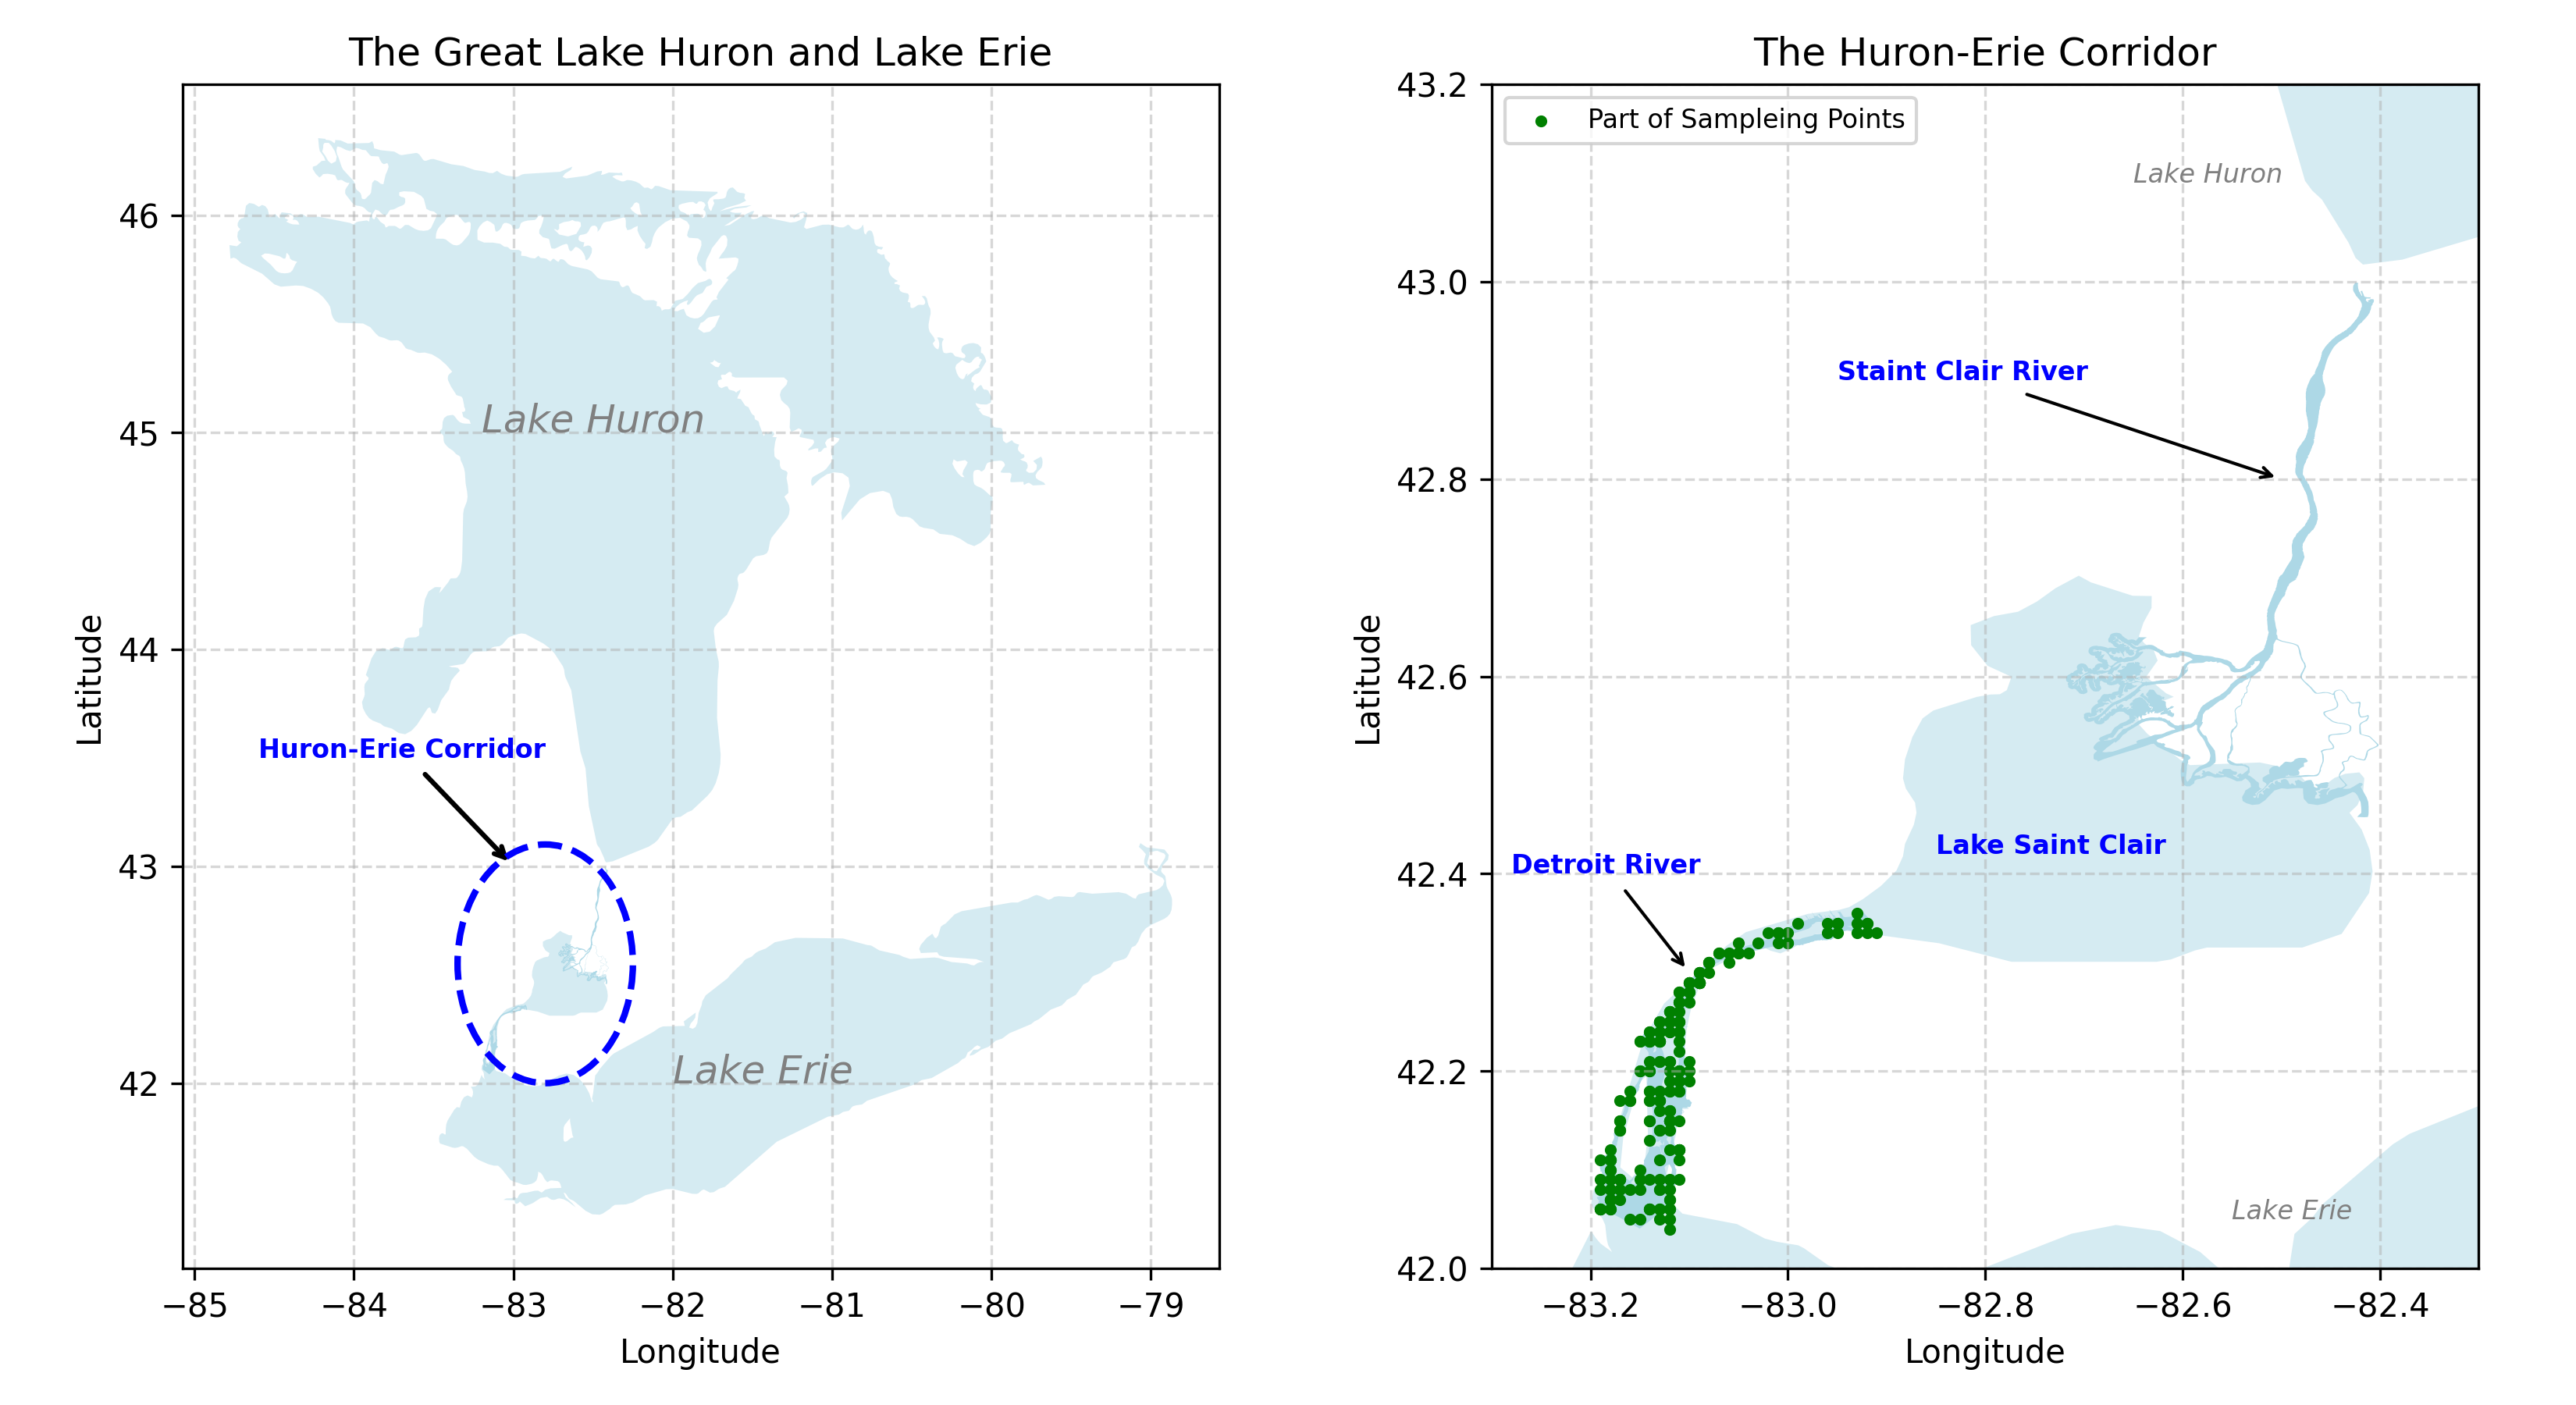 The Great Lake Huron and Lake Erie
46
45
44
43
42
Latitude
Lake Huron
Huron-Erie Corridor
Lake Erie
−85 −84 −83 −82 −81 −80 −79
Longitude
The Huron-Erie Corridor
43.2
43.0
42.8
42.6
42.4
42.2
42.0
Latitude
Part of Sampleing Points
Lake Huron
Staint Clair River
Lake Saint Clair
Detroit River
Lake Erie
−83.2 −83.0 −82.8 −82.6 −82.4
Longitude